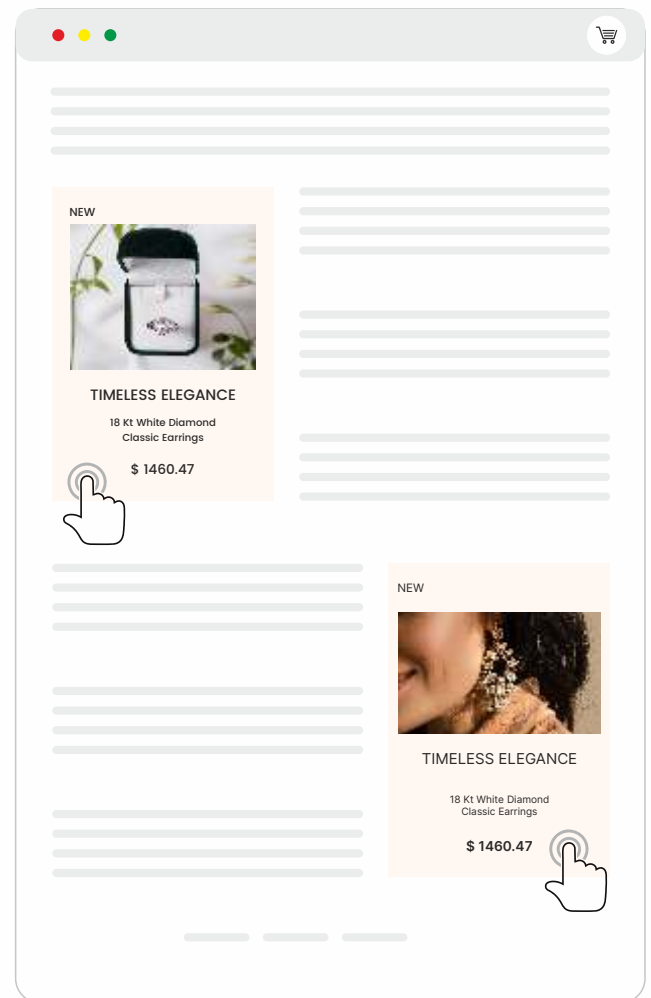 NEW
TIMELESS ELEGANCE
18 Kt White Diamond
Classic Earrings
$ 1460.47
NEW
TIMELESS ELEGANCE
18 Kt White Diamond
Classic Earrings
$ 1460.47